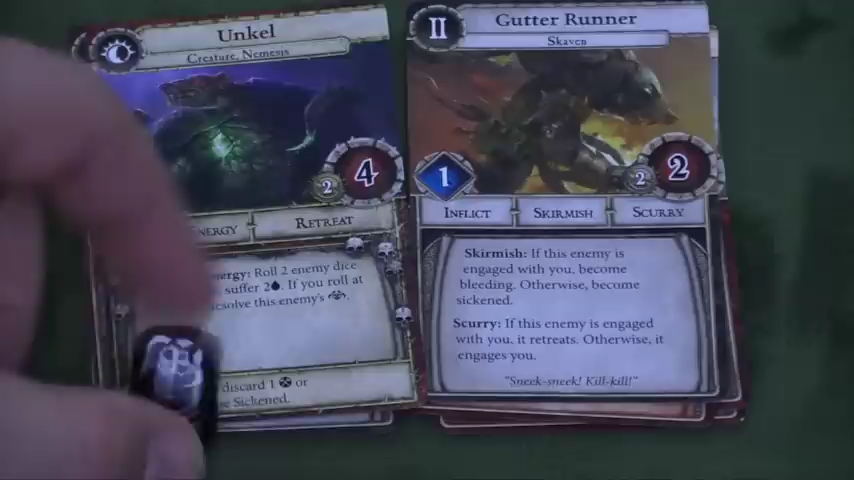 Unkel
Creature, Nemesis
2
4
RETREAT
Roll 2 enemy dice
suffer 2 . If you roll at
this enemy's
discard 1 or
Sickened.
II
Gutter Runner
Skaven
1
2
2
INFLICT
SKIRMISH
SCURRY
Skirmish: If this enemy is
engaged with you, become
bleeding. Otherwise, become
sickened.
Scurry: If this enemy is engaged
with you, it retreats. Otherwise, it
engages you.
"Sneek-sneek! Kill-kill!"